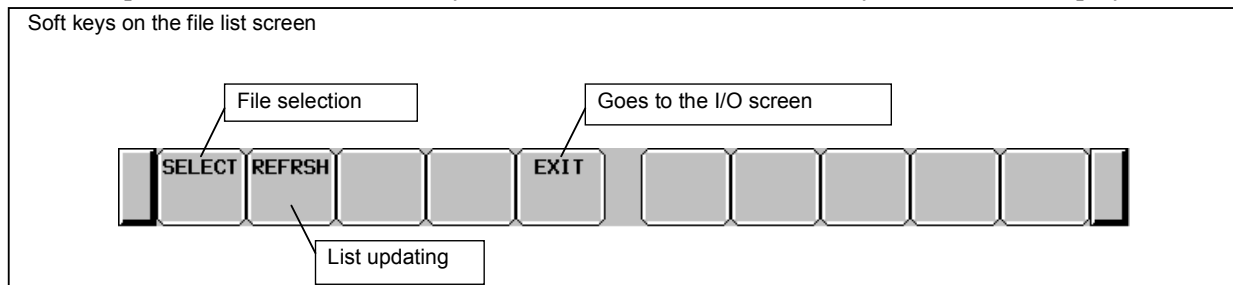 Soft keys on the file list screen
File selection
Goes to the I/O screen
SELECT REFRSH EXIT
List updating